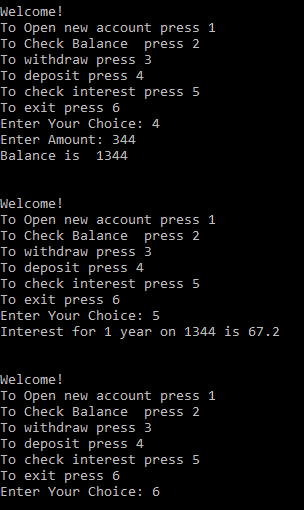 Welcome!
To Open new account press 1
To Check Balance  press 2
To withdraw press 3
To deposit press 4
To check interest press 5
To exit press 6
Enter Your Choice: 4
Enter Amount: 344
Balance is  1344
Welcome!
To Open new account press 1
To Check Balance  press 2
To withdraw press 3
To deposit press 4
To check interest press 5
To exit press 6
Enter Your Choice: 5
Interest for 1 year on 1344 is 67.2
Welcome!
To Open new account press 1
To Check Balance  press 2
To withdraw press 3
To deposit press 4
To check interest press 5
To exit press 6
Enter Your Choice: 6